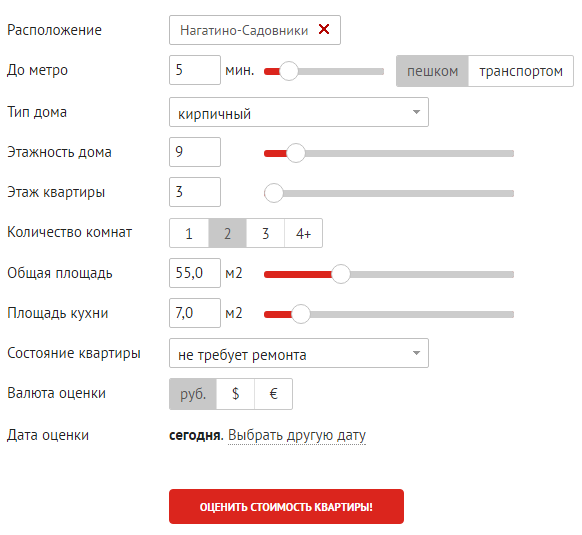 Расположение Нагатино-Садовники
До метро 5 мин. пешком транспортом
Тип дома кирпичный
Этажность дома 9
Этаж квартиры 3
Количество комнат 1 2 3 4+
Общая площадь 55,0 м2
Площадь кухни 7,0 м2
Состояние квартиры не требует ремонта
Валюта оценки руб. $ €
Дата оценки сегодня. Выбрать другую дату
ОЦЕНИТЬ СТОИМОСТЬ КВАРТИРЫ!